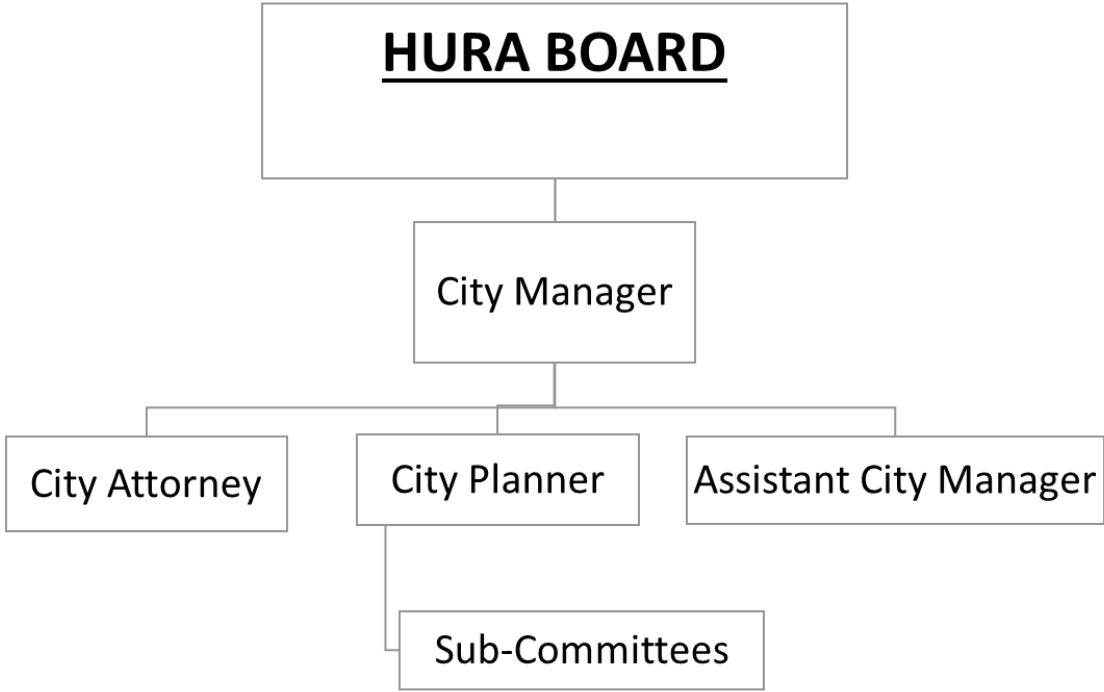 HURA BOARD
City Manager
City Attorney
City Planner
Assistant City Manager
Sub-Committees